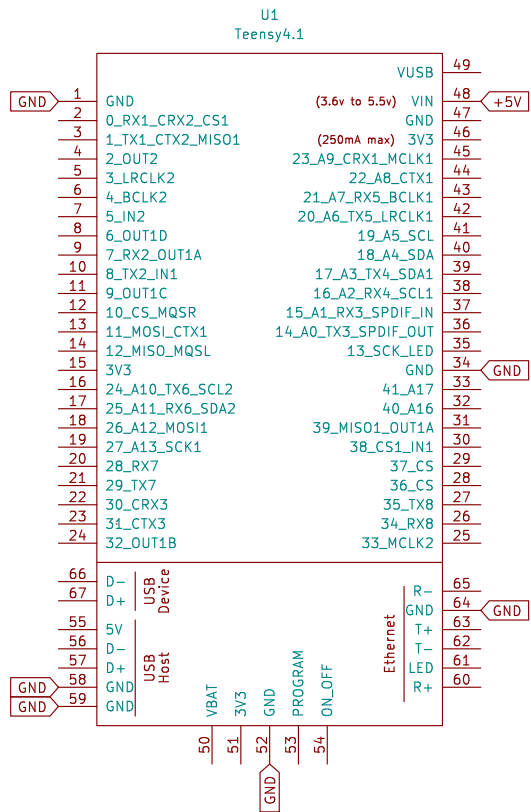 U1
Teensy4.1
VUSB 49
GND 1 GND (3.6v to 5.5v) VIN 48 +5V
2 0_RX1_CRX2_CS1 GND 47
3 1_TX1_CTX2_MISO1 (250mA max) 3V3 46
4 2_OUT2 23_A9_CRX1_MCLK1 45
5 3_LRCLK2 22_A8_CTX1 44
6 4_BCLK2 21_A7_RX5_BCLK1 43
7 5_IN2 20_A6_TX5_LRCLK1 42
8 6_OUT1D 19_A5_SCL 41
9 7_RX2_OUT1A 18_A4_SDA 40
10 8_TX2_IN1 17_A3_TX4_SDA1 39
11 9_OUT1C 16_A2_RX4_SCL1 38
12 10_CS_MQSR 15_A1_RX3_SPDIF_IN 37
13 11_MOSI_CTX1 14_A0_TX3_SPDIF_OUT 36
14 12_MISO_MQSL 13_SCK_LED 35
15 3V3 GND 34 GND
16 24_A10_TX6_SCL2 41_A17 33
17 25_A11_RX6_SDA2 40_A16 32
18 26_A12_MOSI1 39_MISO1_OUT1A 31
19 27_A13_SCK1 38_CS1_IN1 30
20 28_RX7 37_CS 29
21 29_TX7 36_CS 28
22 30_CRX3 35_TX8 27
23 31_CTX3 34_RX8 26
24 32_OUT1B 33_MCLK2 25
66 D-
67 D+
USB
Device
55 5V
56 D-
57 D+
GND 58 GND
GND 59 GND
USB
Host
Ethernet
R- 65
GND 64 GND
T+ 63
T- 62
LED 61
R+ 60
VBAT 50
3V3 51
GND 52 GND
PROGRAM 53
ON_OFF 54